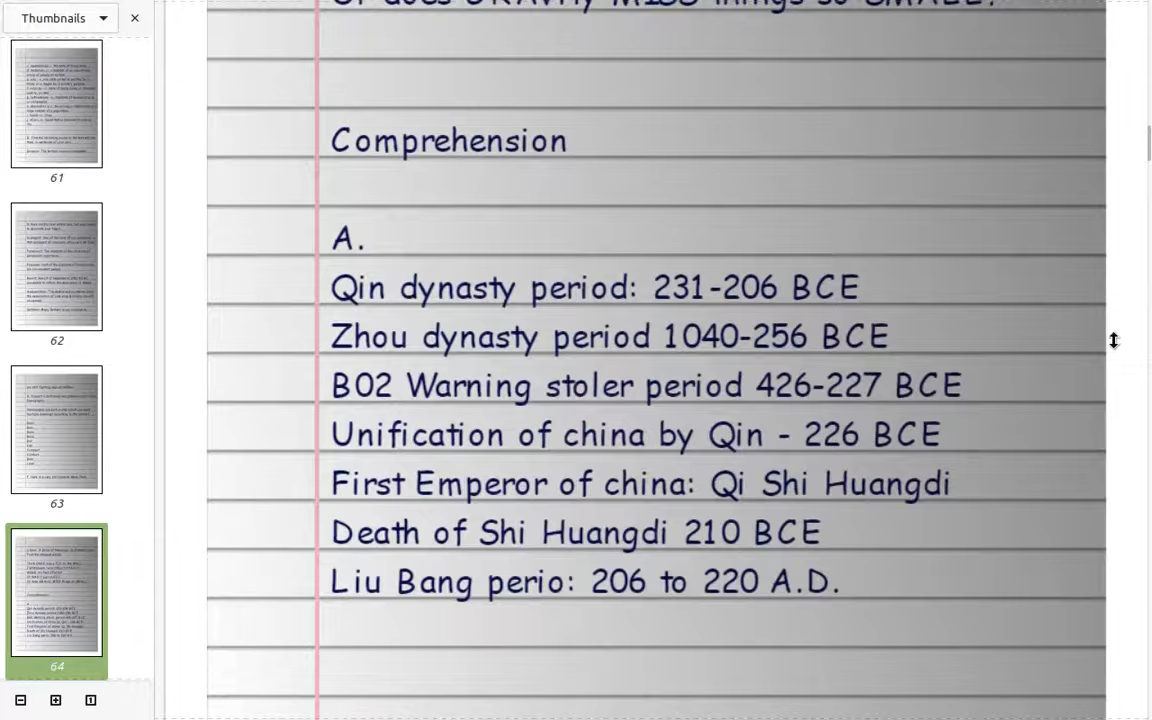 Thumbnails
61
62
63
64
Comprehension
A.
Qin dynasty period: 231-206 BCE
Zhou dynasty period 1040-256 BCE
B02 Warning stoler period 426-227 BCE
Unification of china by Qin - 226 BCE
First Emperor of china: Qi Shi Huangdi
Death of Shi Huangdi 210 BCE
Liu Bang perio: 206 to 220 A.D.